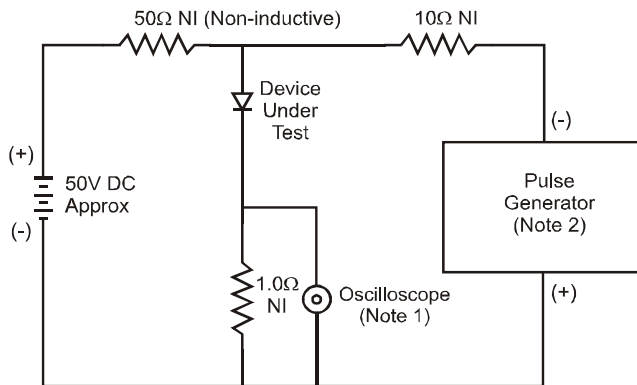 50Ω NI (Non-inductive)
10Ω NI
Device
Under
Test
(-)
(+)
50V DC
Approx
(-)
Pulse
Generator
(Note 2)
1.0Ω
NI
Oscilloscope
(Note 1)
(+)